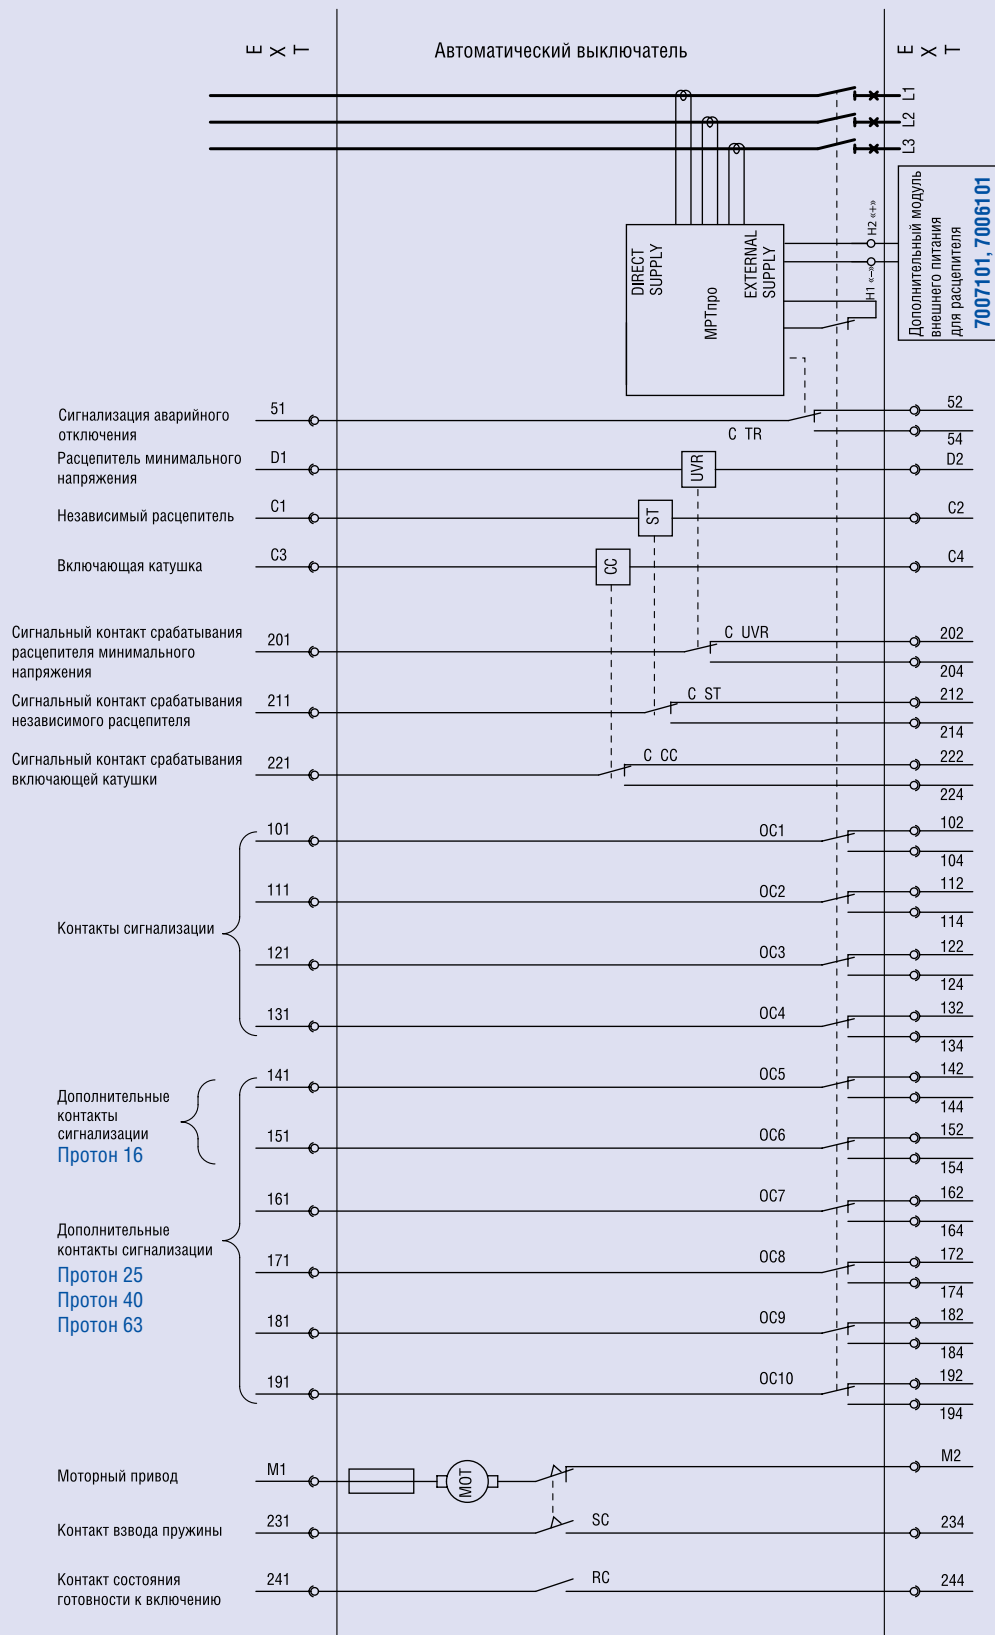 Е Х Т
Автоматический выключатель
Е Х Т
L1
L2
L3
DIRECT
SUPPLY
МРТпро
EXTERNAL
SUPPLY
H2 «+»
H1 «–»
Дополнительный модуль
внешнего питания
для расцепителя
7007101, 7006101
Сигнализация аварийного
отключения
51
C TR
52
54
Расцепитель минимального
напряжения
D1
UVR
D2
Независимый расцепитель
C1
ST
C2
Включающая катушка
C3
CC
C4
Сигнальный контакт срабатывания
расцепителя минимального
напряжения
201
C UVR
202
204
Сигнальный контакт срабатывания
независимого расцепителя
211
C ST
212
214
Сигнальный контакт срабатывания
включающей катушки
221
C CC
222
224
Контакты сигнализации
101
OC1
102
104
111
OC2
112
114
121
OC3
122
124
131
OC4
132
134
Дополнительные
контакты
сигнализации
Протон 16
141
OC5
142
144
151
OC6
152
154
Дополнительные
контакты сигнализации
Протон 25
Протон 40
Протон 63
161
OC7
162
164
171
OC8
172
174
181
OC9
182
184
191
OC10
192
194
Моторный привод
M1
МОТ
M2
Контакт взвода пружины
231
SC
234
Контакт состояния
готовности к включению
241
RC
244